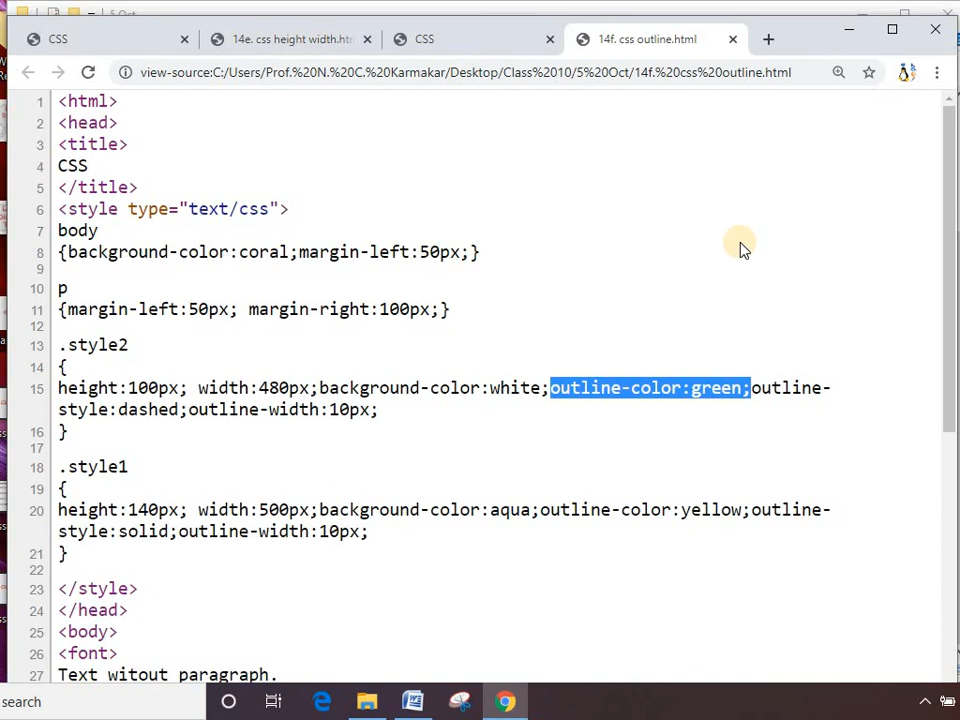 5 Oct
CSS
14e. css height width.htm
CSS
14f. css outline.html
view-source:C:/Users/Prof.%20N.%20C.%20Karmakar/Desktop/Class%2010/5%20Oct/14f.%20css%20outline.html
1 <html>
2 <head>
3 <title>
4 CSS
5 </title>
6 <style type="text/css">
7 body
8 {background-color:coral;margin-left:50px;}
9
10 p
11 {margin-left:50px; margin-right:100px;}
12
13 .style2
14 {
15 height:100px; width:480px;background-color:white;outline-color:green;outline-
style:dashed;outline-width:10px;
16 }
17
18 .style1
19 {
20 height:140px; width:500px;background-color:aqua;outline-color:yellow;outline-
style:solid;outline-width:10px;
21 }
22
23 </style>
24 </head>
25 <body>
26 <font>
27 Text witout paragraph.
search